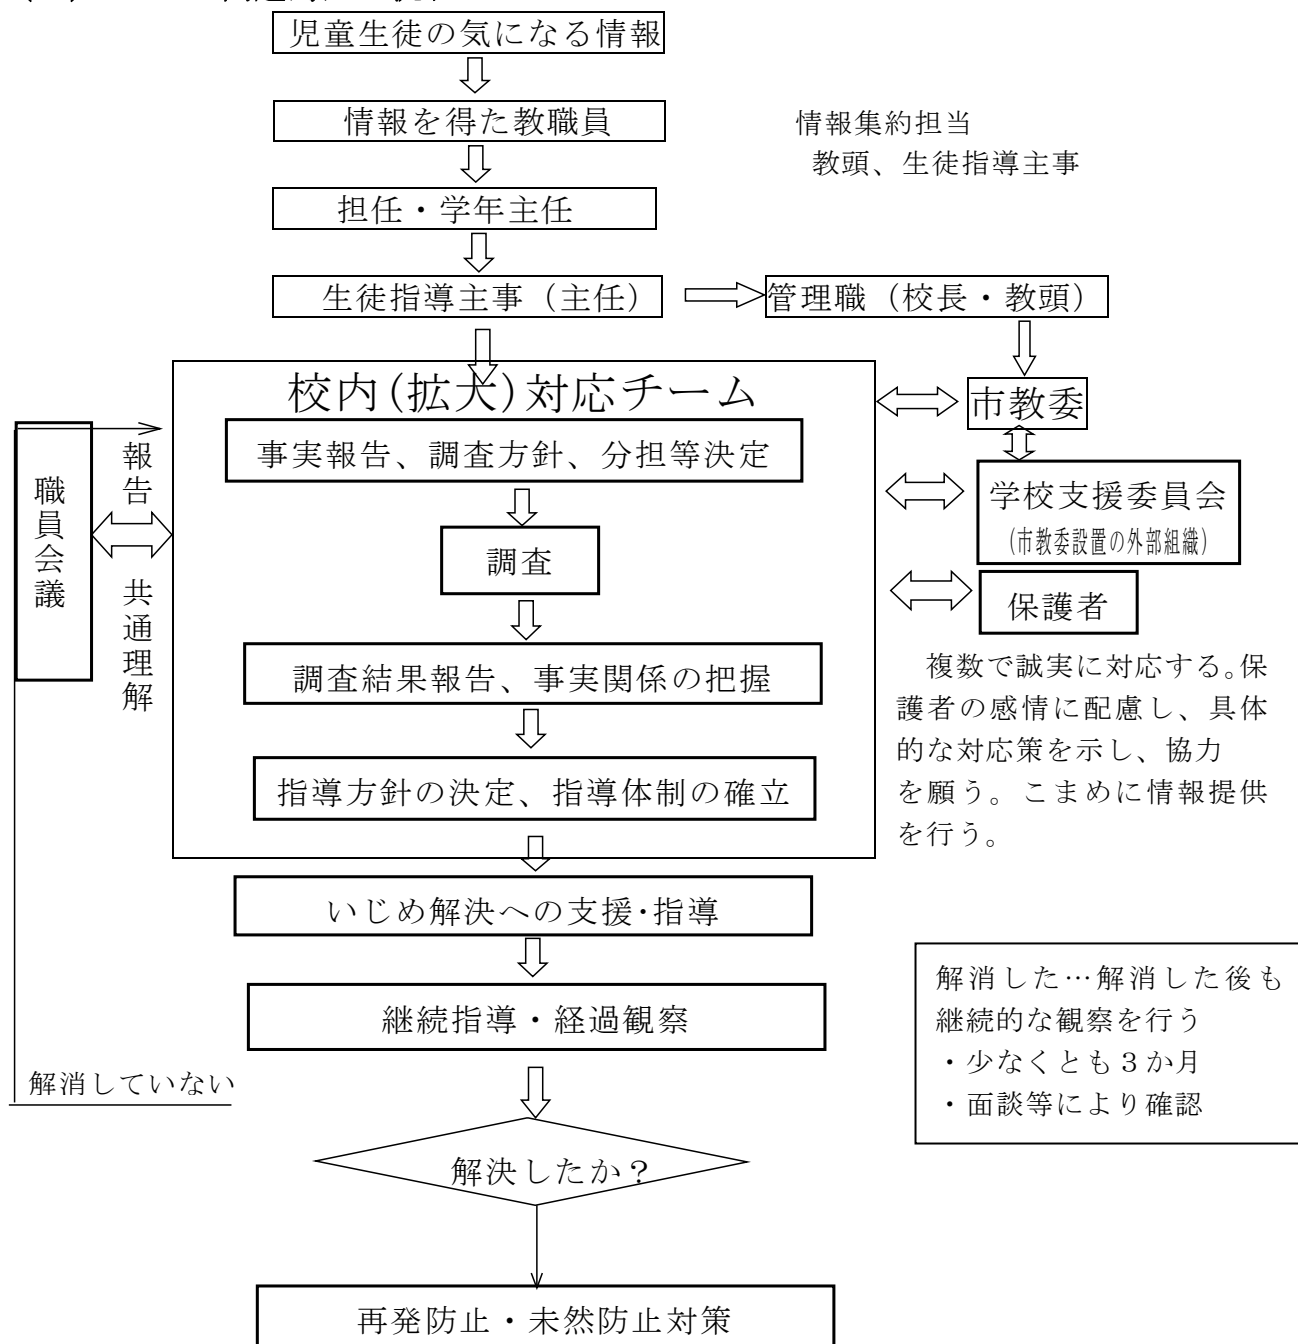 児童生徒の気になる情報
情報を得た教職員
情報集約担当
教頭、生徒指導主事
担任・学年主任
生徒指導主事（主任）
管理職（校長・教頭）
校内(拡大)対応チーム
市教委
事実報告、調査方針、分担等決定
報告
職員会議
共通理解
学校支援委員会
(市教委設置の外部組織)
調査
保護者
調査結果報告、事実関係の把握
複数で誠実に対応する。保
護者の感情に配慮し、具体
的な対応策を示し、協力
を願う。こまめに情報提供
を行う。
指導方針の決定、指導体制の確立
いじめ解決への支援・指導
継続指導・経過観察
解消した…解消した後も
継続的な観察を行う
・少なくとも３か月
・面談等により確認
解消していない
解決したか？
再発防止・未然防止対策